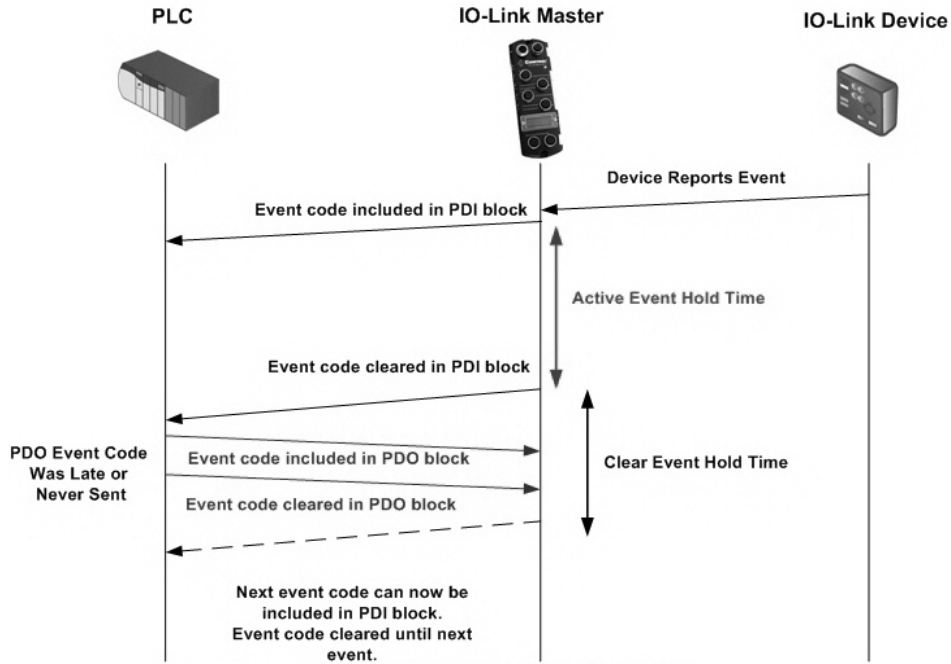 PLC
IO-Link Master
IO-Link Device
Device Reports Event
Event code included in PDI block
Active Event Hold Time
Event code cleared in PDI block
PDO Event Code
Was Late or
Never Sent
Event code included in PDO block
Clear Event Hold Time
Event code cleared in PDO block
Next event code can now be
included in PDI block.
Event code cleared until next
event.